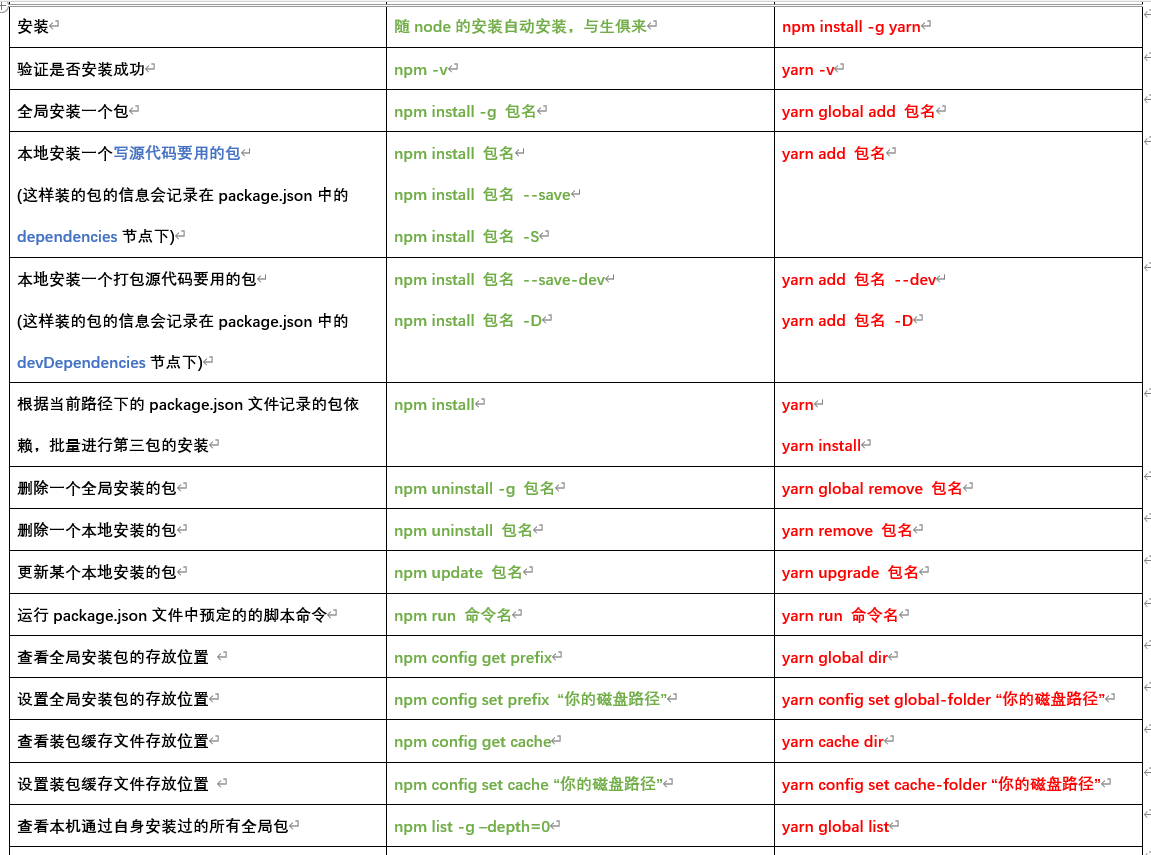 安装
随 node 的安装自动安装，与生俱来
npm install -g yarn
验证是否安装成功
npm -v
yarn -v
全局安装一个包
npm install -g 包名
yarn global add 包名
本地安装一个写源代码要用的包
(这样装的包的信息会记录在 package.json 中的
dependencies 节点下)
npm install 包名
npm install 包名 --save
npm install 包名 -S
yarn add 包名
本地安装一个打包源代码要用的包
(这样装的包的信息会记录在 package.json 中的
devDependencies 节点下)
npm install 包名 --save-dev
npm install 包名 -D
yarn add 包名 --dev
yarn add 包名 -D
根据当前路径下的 package.json 文件记录的包依
赖，批量进行第三包的安装
npm install
yarn
yarn install
删除一个全局安装的包
npm uninstall -g 包名
yarn global remove 包名
删除一个本地安装的包
npm uninstall 包名
yarn remove 包名
更新某个本地安装的包
npm update 包名
yarn upgrade 包名
运行 package.json 文件中预定的的脚本命令
npm run 命令名
yarn run 命令名
查看全局安装包的存放位置
npm config get prefix
yarn global dir
设置全局安装包的存放位置
npm config set prefix “你的磁盘路径”
yarn config set global-folder “你的磁盘路径”
查看装包缓存文件存放位置
npm config get cache
yarn cache dir
设置装包缓存文件存放位置
npm config set cache “你的磁盘路径”
yarn config set cache-folder “你的磁盘路径”
查看本机通过自身安装过的所有全局包
npm list -g –depth=0
yarn global list